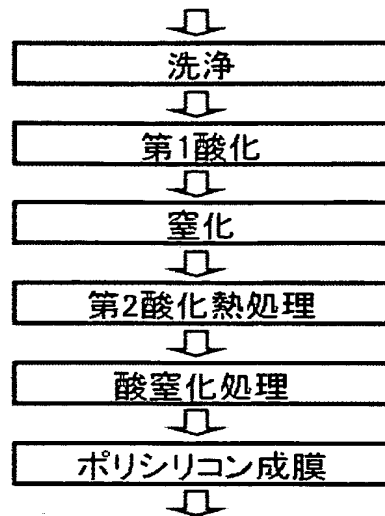 洗浄
第1酸化
窒化
第2酸化熱処理
酸窒化処理
ポリシリコン成膜